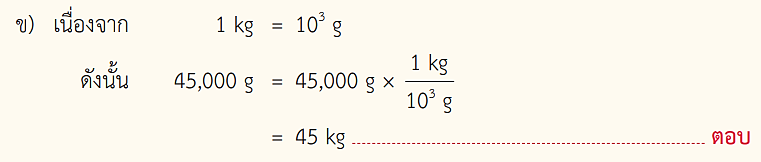 ข) เนื่องจาก 1 kg = 10³ g
ดังนั้น 45,000 g = 45,000 g × 1 kg / 10³ g
= 45 kg ........................................................................ ตอบ